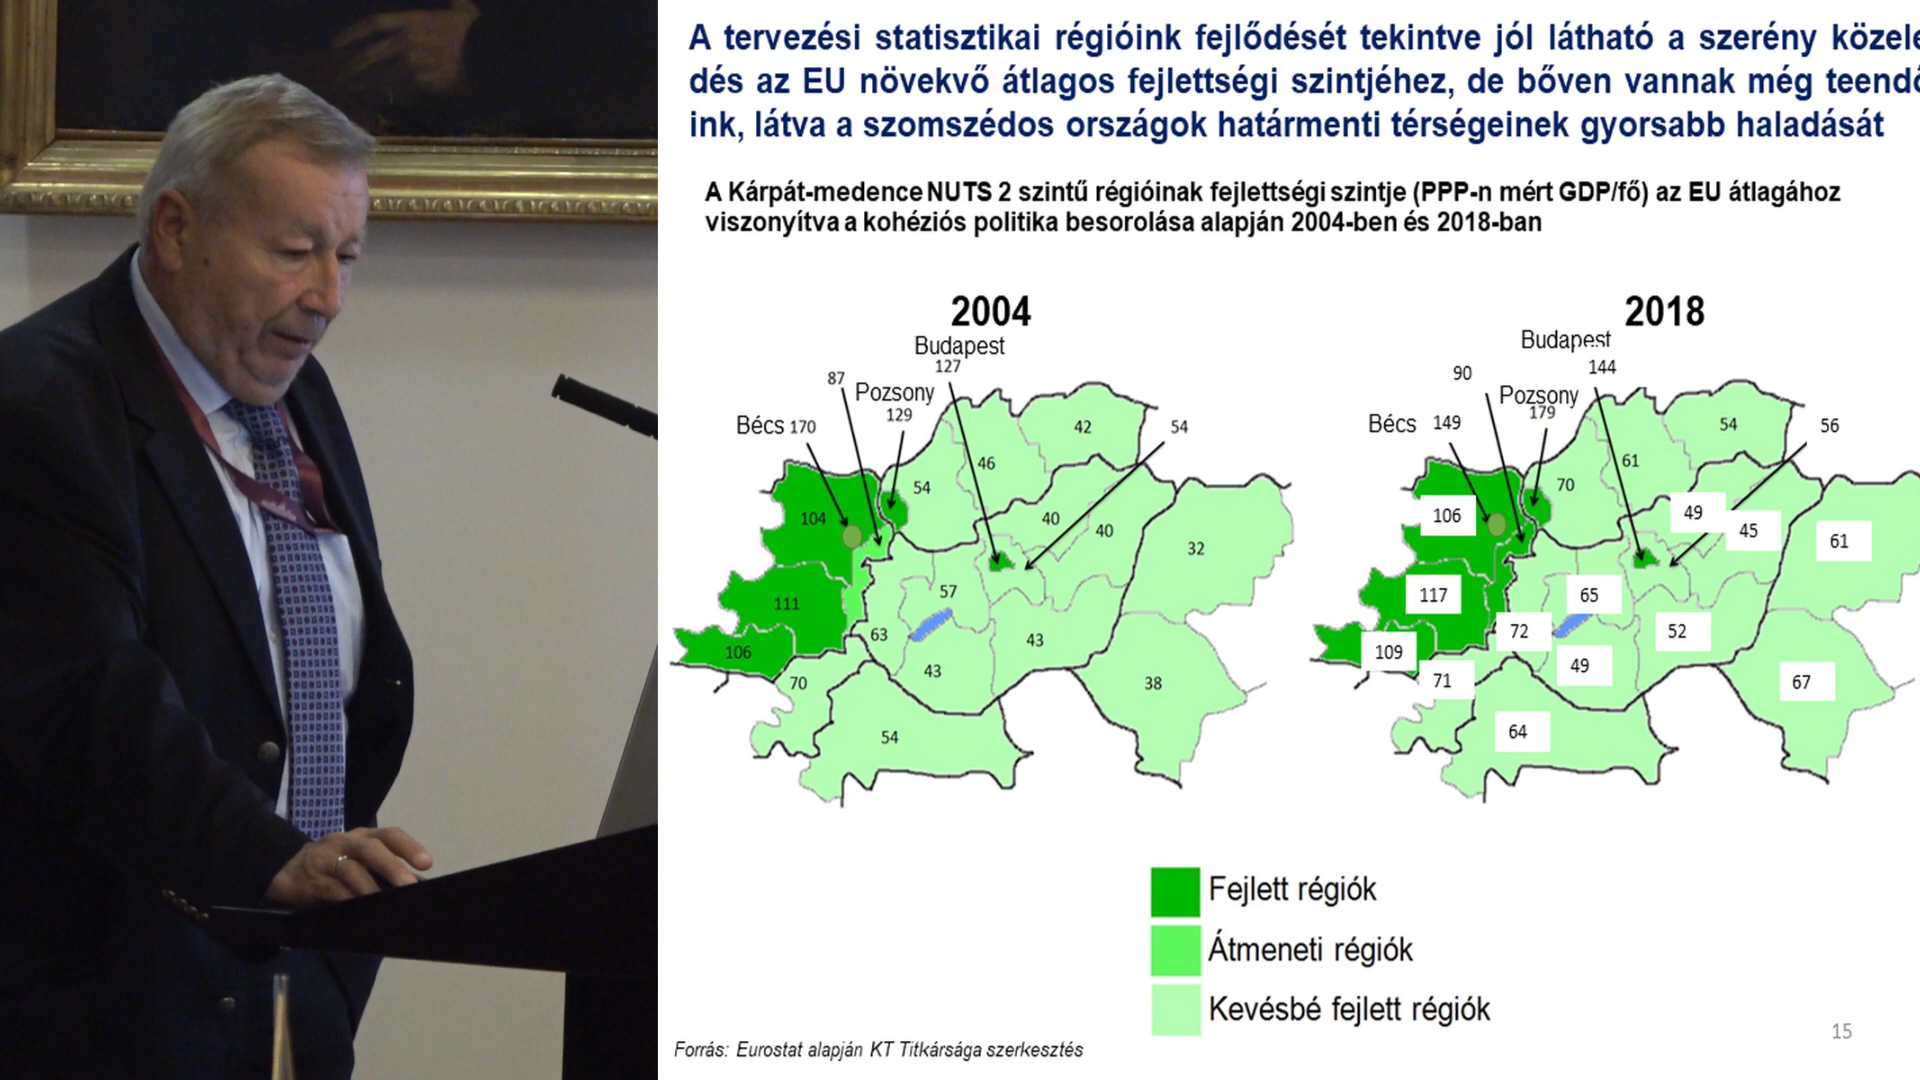 A tervezési statisztikai régióink fejlődését tekintve jól látható a szerény közele
dés az EU növekvő átlagos fejlettségi szintjéhez, de bőven vannak még teendő
ink, látva a szomszédos országok határmenti térségeinek gyorsabb haladását
A Kárpát-medence NUTS 2 szintű régióinak fejlettségi szintje (PPP-n mért GDP/fő) az EU átlagához
viszonyítva a kohéziós politika besorolása alapján 2004-ben és 2018-ban
2004
Budapest
127
87
Pozsony
129
Bécs 170
54
42
46
54
104
40
40
32
57
111
63
43
106
43
70
38
54
2018
Budapest
144
90
Pozsony
179
Bécs 149
56
54
61
70
106
49
45
61
65
117
72
52
109
49
71
67
64
Fejlett régiók
Átmeneti régiók
Kevésbé fejlett régiók
Forrás: Eurostat alapján KT Titkársága szerkesztés
15